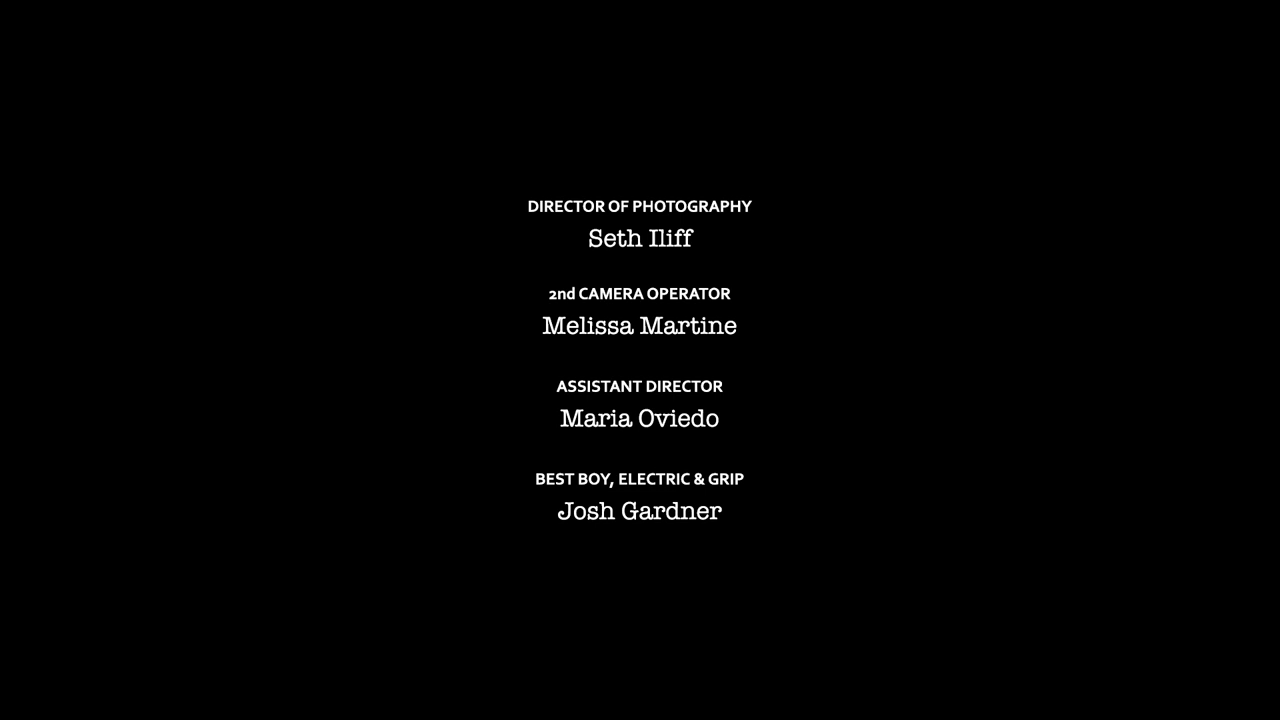 DIRECTOR OF PHOTOGRAPHY
Seth Iliff
2nd CAMERA OPERATOR
Melissa Martine
ASSISTANT DIRECTOR
Maria Oviedo
BEST BOY, ELECTRIC & GRIP
Josh Gardner